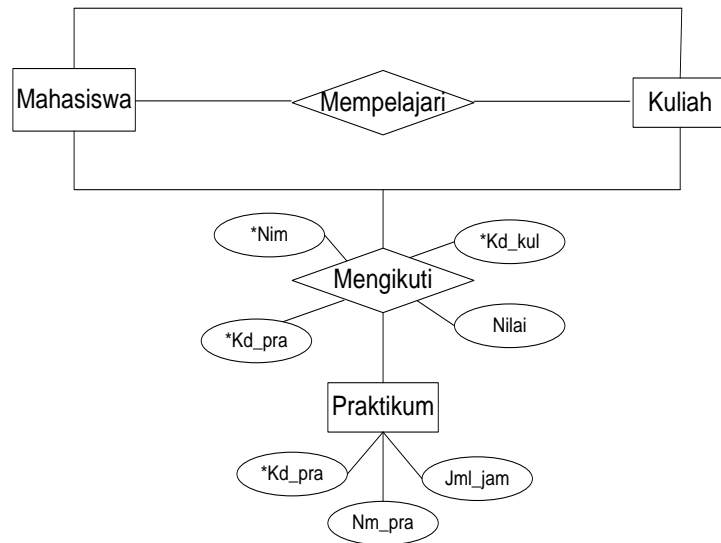 Mahasiswa
Mempelajari
Kuliah
*Nim
*Kd_kul
Mengikuti
*Kd_pra
Nilai
Praktikum
*Kd_pra
Jml_jam
Nm_pra